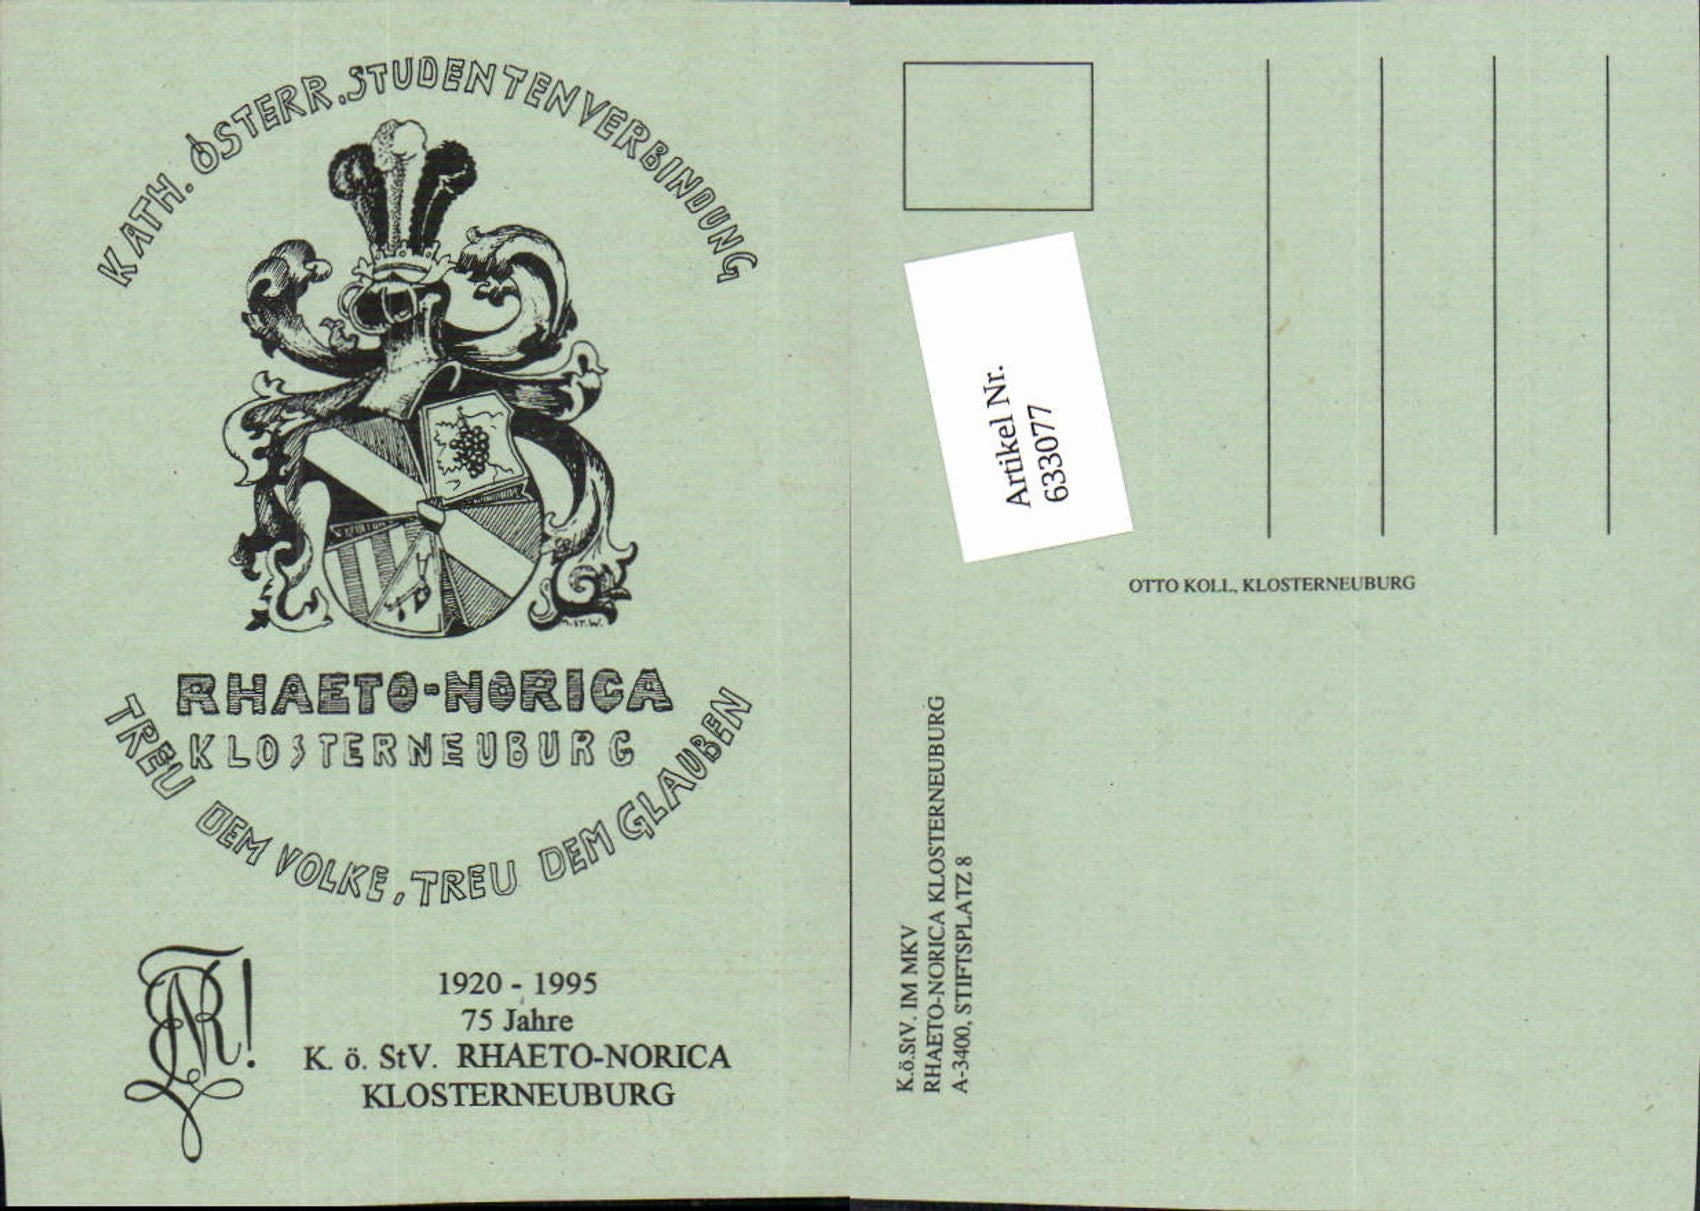 KATH. ÖSTERR. STUDENTENVERBINDUNG
M.ST.W.
RHAETO-NORICA
KLOSTERNEUBURG
TREU DEM VOLKE, TREU DEM GLAUBEN
1920 - 1995
75 Jahre
K. ö. StV. RHAETO-NORICA
KLOSTERNEUBURG
Artikel Nr.
633077
OTTO KOLL, KLOSTERNEUBURG
K.ö.StV. IM MKV
RHAETO-NORICA KLOSTERNEUBURG
A-3400, STIFTSPLATZ 8